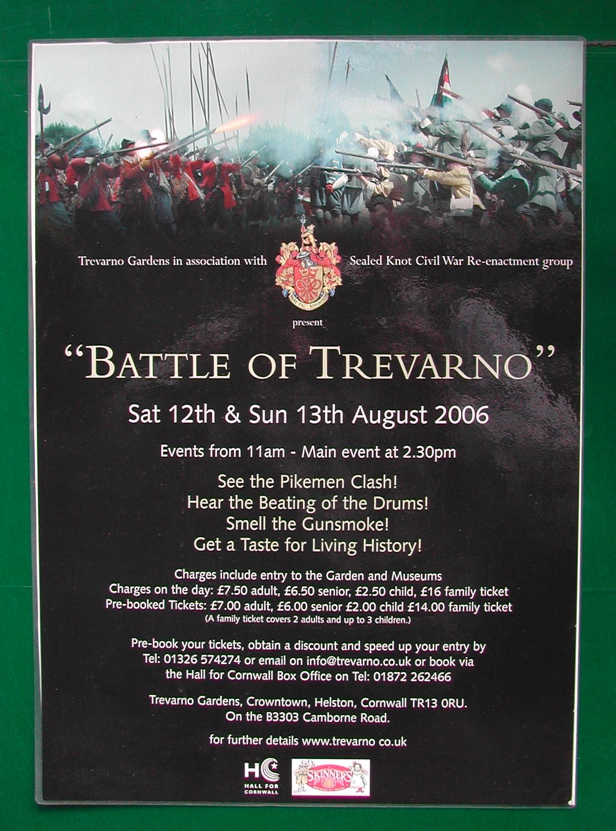 Trevarno Gardens in association with Sealed Knot Civil War Re-enactment group
present
“BATTLE OF TREVARNO”
Sat 12th & Sun 13th August 2006
Events from 11am - Main event at 2.30pm
See the Pikemen Clash!
Hear the Beating of the Drums!
Smell the Gunsmoke!
Get a Taste for Living History!
Charges include entry to the Garden and Museums
Charges on the day: £7.50 adult, £6.50 senior, £2.50 child, £16 family ticket
Pre-booked Tickets: £7.00 adult, £6.00 senior £2.00 child £14.00 family ticket
(A family ticket covers 2 adults and up to 3 children.)
Pre-book your tickets, obtain a discount and speed up your entry by
Tel: 01326 574274 or email on info@trevarno.co.uk or book via
the Hall for Cornwall Box Office on Tel: 01872 262466
Trevarno Gardens, Crowntown, Helston, Cornwall TR13 0RU.
On the B3303 Camborne Road.
for further details www.trevarno co.uk
HC
HALL FOR
CORNWALL
SKINNER'S